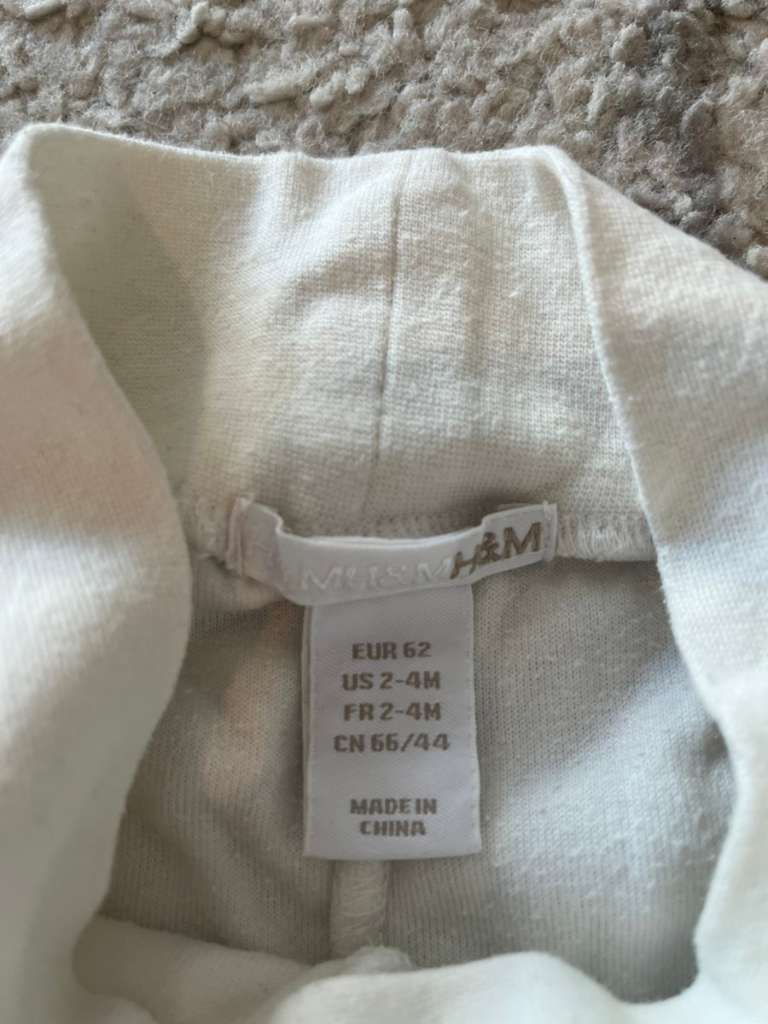 H&M
EUR 62
US 2-4M
FR 2-4M
CN 66/44
MADE IN
CHINA